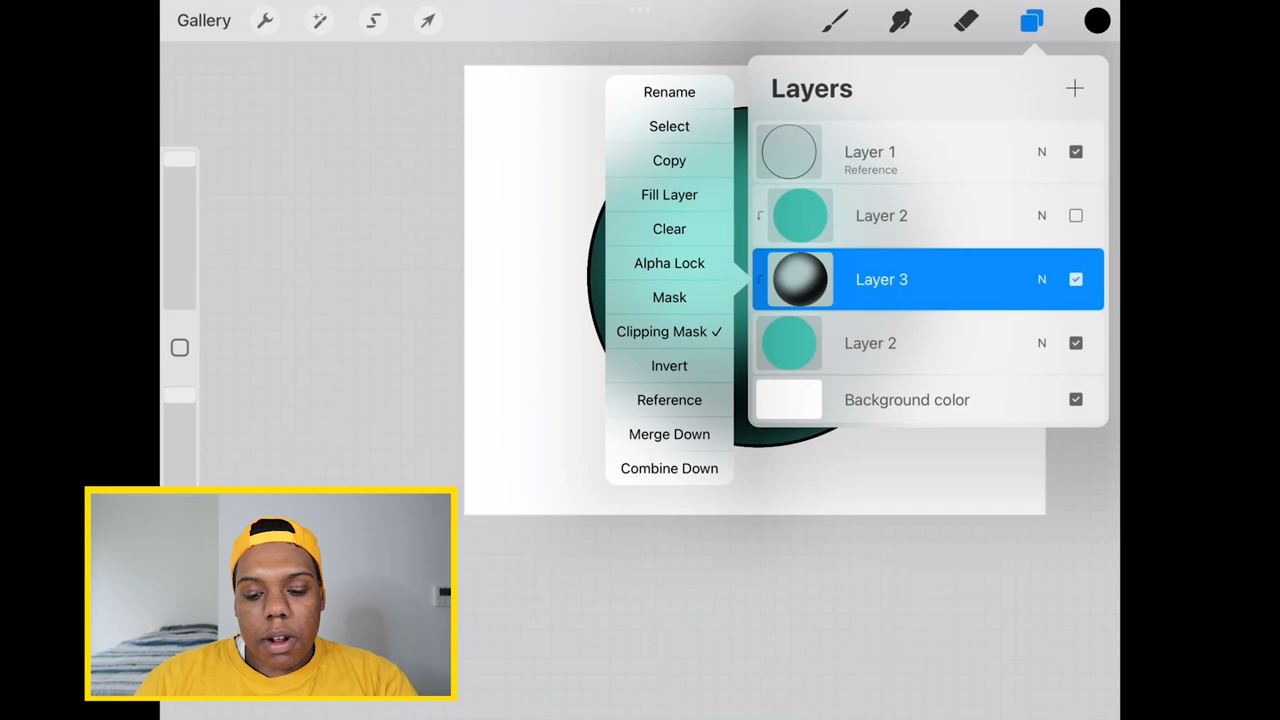 Gallery
Rename
Select
Copy
Fill Layer
Clear
Alpha Lock
Mask
Clipping Mask ✓
Invert
Reference
Merge Down
Combine Down
Layers
Layer 1
Reference
N
Layer 2
N
Layer 3
N
Layer 2
N
Background color